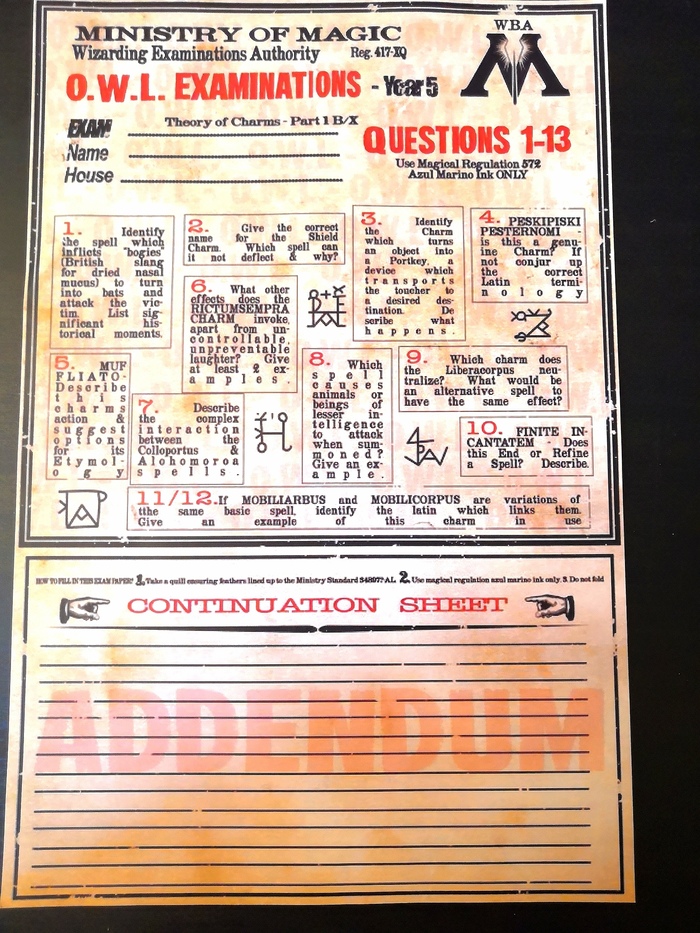 MINISTRY OF MAGIC
Wizarding Examinations Authority
Reg. 417-XQ
W.B.A
M
O.W.L. EXAMINATIONS - Year 5
EXAM
Theory of Charms - Part 1 B/X
Name
House
QUESTIONS 1-13
Use Magical Regulation 572
Azul Marino Ink ONLY
1. Identify
the spell which
inflicts "bogies"
(British slang
for dried nasal
mucus) to turn
into bats and
attack the vic-
tim. List sig-
nificant his-
torical moments.
2. Give the correct
name for the Shield
Charm. Which spell can
it not deflect & why?
3. Identify
the Charm
which turns
an object into
a Portkey, a
device which
transports
the toucher to
a desired des-
tination. De
scribe what
happens.
4. PESKIPISKI
PESTERNOMI -
is this a genu-
ine Charm? If
not conjur up
the correct
Latin termi-
nology
5. MUF
FLIATO-
Describe
this
charms
action &
suggest
options
for its
Etymol-
ogy
6. What other
effects does the
RICTUMSEMPRA
CHARM invoke,
apart from un-
controllable,
unpreventable
laughter? Give
at least 2 ex-
amples.
7. Describe
the complex
interaction
between the
Colloportus &
Alohomoroa
spells.
8. Which
spell
causes
animals or
beings of
lesser in-
telligence
to attack
when sum-
moned?
Give an ex-
ample.
9. Which charm does
the Liberacorpus neu-
tralize? What would be
an alternative spell to
have the same effect?
10. FINITE IN-
CANTATEM - Does
this End or Refine
a Spell? Describe.
11/12. If MOBILIARBUS and MOBILICORPUS are variations of
tthe same basic spell, identify the latin which links them.
Give an example of this charm in use
HOW TO FILL IN THIS EXAM PAPER? 1. Take a quill ensuring feathers lined up to the Ministry Standard 34897?AL 2. Use magical regulation azul marino ink only. 3. Do not fold
CONTINUATION SHEET
ADDENDUM